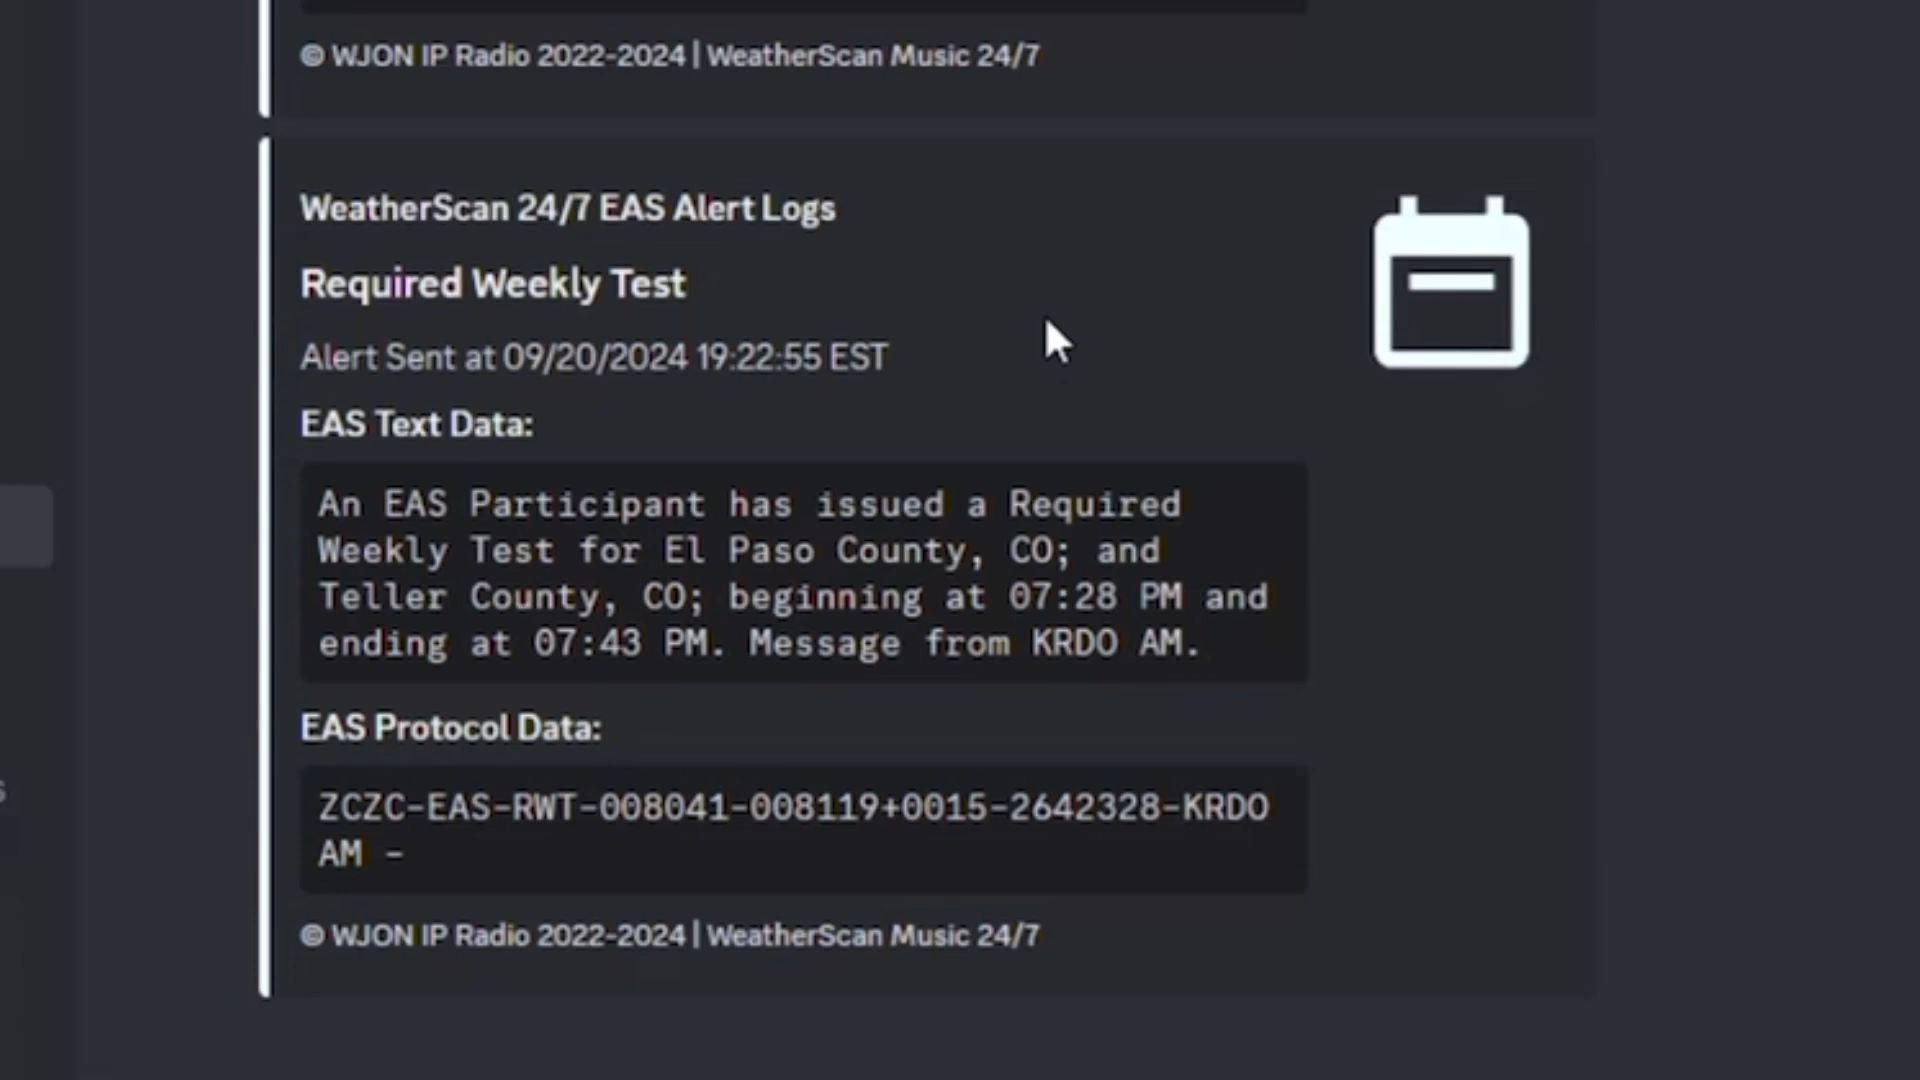 © WJON IP Radio 2022-2024 | WeatherScan Music 24/7
WeatherScan 24/7 EAS Alert Logs
Required Weekly Test
Alert Sent at 09/20/2024 19:22:55 EST
EAS Text Data:
An EAS Participant has issued a Required
Weekly Test for El Paso County, CO; and
Teller County, CO; beginning at 07:28 PM and
ending at 07:43 PM. Message from KRDO AM.
EAS Protocol Data:
ZCZC-EAS-RWT-008041-008119+0015-2642328-KRDO
AM -
© WJON IP Radio 2022-2024 | WeatherScan Music 24/7